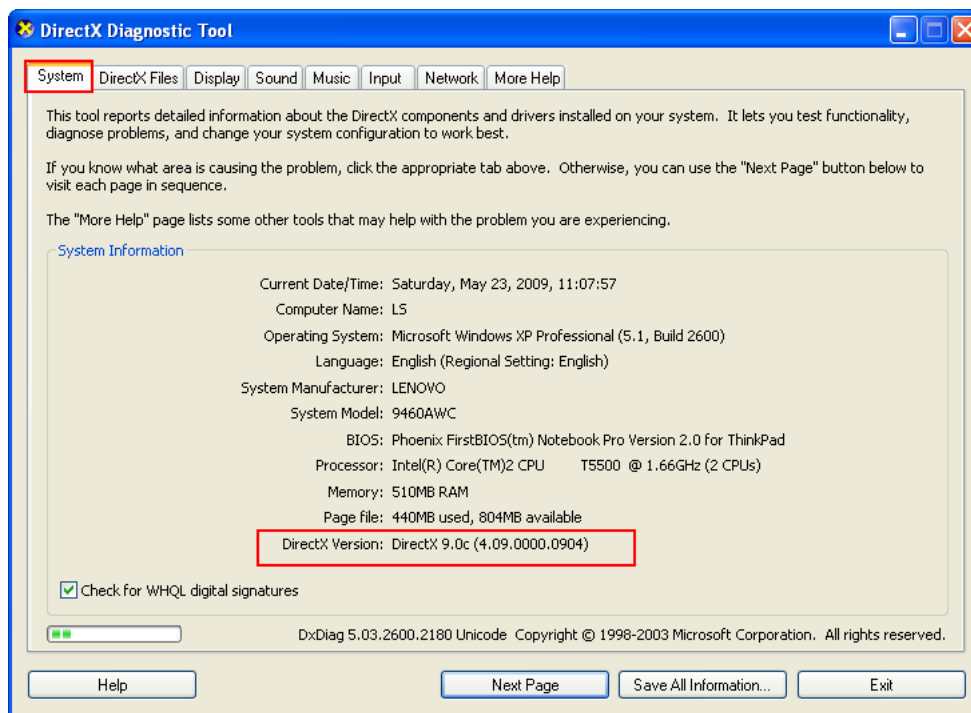 DirectX Diagnostic Tool
System DirectX Files Display Sound Music Input Network More Help
This tool reports detailed information about the DirectX components and drivers installed on your system. It lets you test functionality,
diagnose problems, and change your system configuration to work best.
If you know what area is causing the problem, click the appropriate tab above. Otherwise, you can use the "Next Page" button below to
visit each page in sequence.
The "More Help" page lists some other tools that may help with the problem you are experiencing.
System Information
Current Date/Time: Saturday, May 23, 2009, 11:07:57
Computer Name: LS
Operating System: Microsoft Windows XP Professional (5.1, Build 2600)
Language: English (Regional Setting: English)
System Manufacturer: LENOVO
System Model: 9460AWC
BIOS: Phoenix FirstBIOS(tm) Notebook Pro Version 2.0 for ThinkPad
Processor: Intel(R) Core(TM)2 CPU T5500 @ 1.66GHz (2 CPUs)
Memory: 510MB RAM
Page file: 440MB used, 804MB available
DirectX Version: DirectX 9.0c (4.09.0000.0904)
Check for WHQL digital signatures
DxDiag 5.03.2600.2180 Unicode Copyright © 1998-2003 Microsoft Corporation. All rights reserved.
Help Next Page Save All Information... Exit